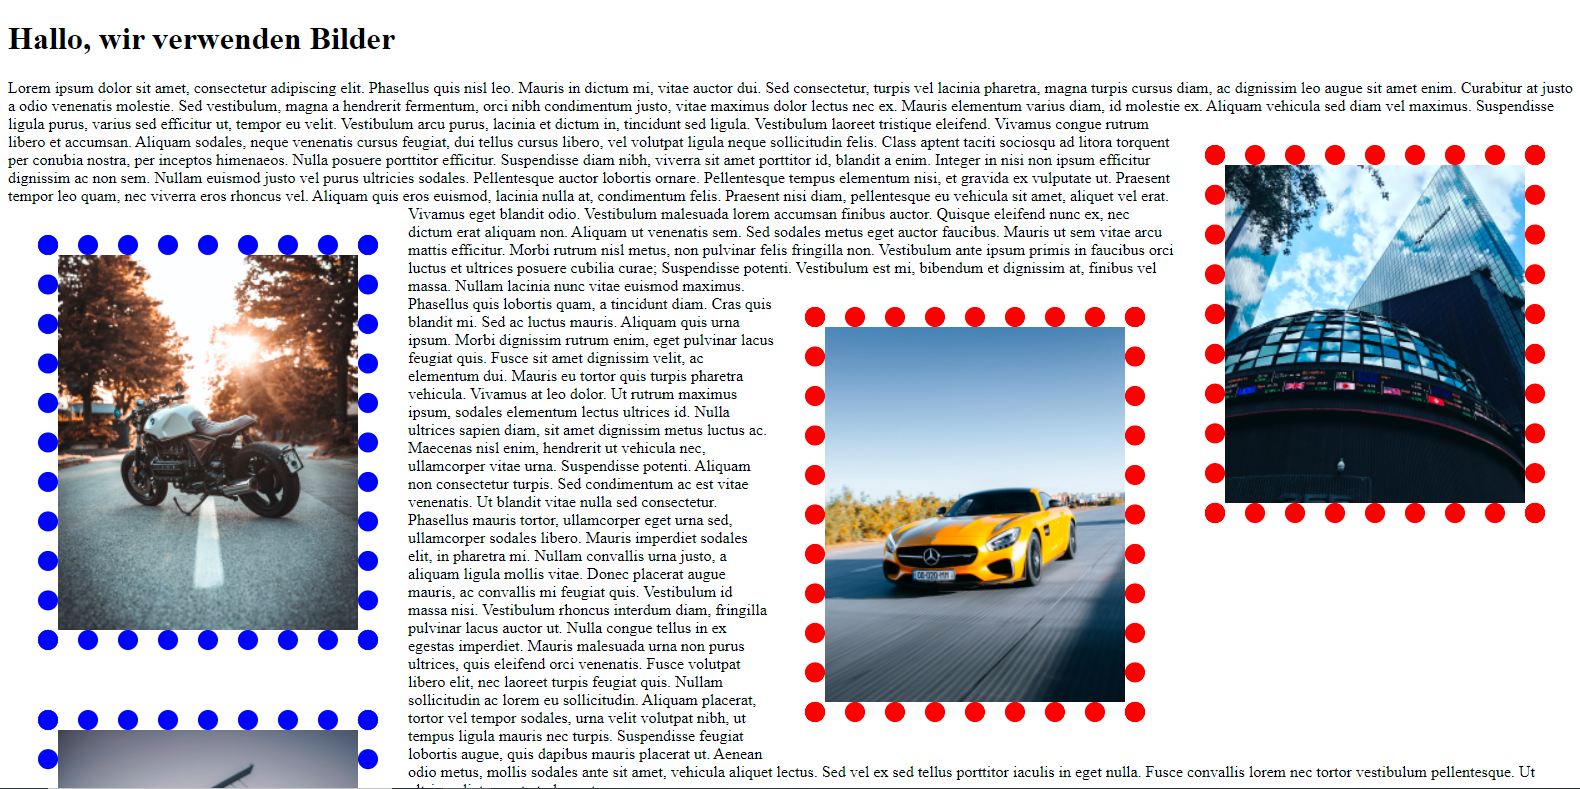 Hallo, wir verwenden Bilder
Lorem ipsum dolor sit amet, consectetur adipiscing elit. Phasellus quis nisl leo. Mauris in dictum mi, vitae auctor dui. Sed consectetur, turpis vel lacinia pharetra, magna turpis cursus diam, ac dignissim leo augue sit amet enim. Curabitur at justo
a odio venenatis molestie. Sed vestibulum, magna a hendrerit fermentum, orci nibh condimentum justo, vitae maximus dolor lectus nec ex. Mauris elementum varius diam, id molestie ex. Aliquam vehicula sed diam vel maximus. Suspendisse
ligula purus, varius sed efficitur ut, tempor eu velit. Vestibulum arcu purus, lacinia et dictum in, tincidunt sed ligula. Vestibulum laoreet tristique eleifend. Vivamus congue rutrum
libero et accumsan. Aliquam sodales, neque venenatis cursus feugiat, dui tellus cursus libero, vel volutpat ligula neque sollicitudin felis. Class aptent taciti sociosqu ad litora torquent
per conubia nostra, per inceptos himenaeos. Nulla posuere porttitor efficitur. Suspendisse diam nibh, viverra sit amet porttitor id, blandit a enim. Integer in nisi non ipsum efficitur
dignissim ac non sem. Nullam euismod justo vel purus ultricies sodales. Pellentesque auctor lobortis ornare. Pellentesque tempus elementum nisi, et gravida ex vulputate ut. Praesent
tempor leo quam, nec viverra eros rhoncus vel. Aliquam quis eros euismod, lacinia nulla at, condimentum felis. Praesent nisi diam, pellentesque eu vehicula sit amet, aliquet vel erat.
Vivamus eget blandit odio. Vestibulum malesuada lorem accumsan finibus auctor. Quisque eleifend nunc ex, nec
dictum erat aliquam non. Aliquam ut venenatis sem. Sed sodales metus eget auctor faucibus. Mauris ut sem vitae arcu
mattis efficitur. Morbi rutrum nisl metus, non pulvinar felis fringilla non. Vestibulum ante ipsum primis in faucibus orci
luctus et ultrices posuere cubilia curae; Suspendisse potenti. Vestibulum est mi, bibendum et dignissim at, finibus vel
massa. Nullam lacinia nunc vitae euismod maximus.
Phasellus quis lobortis quam, a tincidunt diam. Cras quis
blandit mi. Sed ac luctus mauris. Aliquam quis urna
ipsum. Morbi dignissim rutrum enim, eget pulvinar lacus
feugiat quis. Fusce sit amet dignissim velit, ac
elementum dui. Mauris eu tortor quis turpis pharetra
vehicula. Vivamus at leo dolor. Ut rutrum maximus
ipsum, sodales elementum lectus ultrices id. Nulla
ultrices sapien diam, sit amet dignissim metus luctus ac.
Maecenas nisl enim, hendrerit ut vehicula nec,
ullamcorper vitae urna. Suspendisse potenti. Aliquam
non consectetur turpis. Sed condimentum ac est vitae
venenatis. Ut blandit vitae nulla sed consectetur.
Phasellus mauris tortor, ullamcorper eget urna sed,
ullamcorper sodales libero. Mauris imperdiet sodales
elit, in pharetra mi. Nullam convallis urna justo, a
aliquam ligula mollis vitae. Donec placerat augue
mauris, ac convallis mi feugiat quis. Vestibulum id
massa nisi. Vestibulum rhoncus interdum diam, fringilla
pulvinar lacus auctor ut. Nulla congue tellus in ex
egestas imperdiet. Mauris malesuada urna non purus
ultrices, quis eleifend orci venenatis. Fusce volutpat
libero elit, nec laoreet turpis feugiat quis. Nullam
sollicitudin ac lorem eu sollicitudin. Aliquam placerat,
tortor vel tempor sodales, urna velit volutpat nibh, ut
tempus ligula mauris nec turpis. Suspendisse feugiat
lobortis augue, quis dapibus mauris placerat ut. Aenean
odio metus, mollis sodales ante sit amet, vehicula aliquet lectus. Sed vel ex sed tellus porttitor iaculis in eget nulla. Fusce convallis lorem nec tortor vestibulum pellentesque. Ut